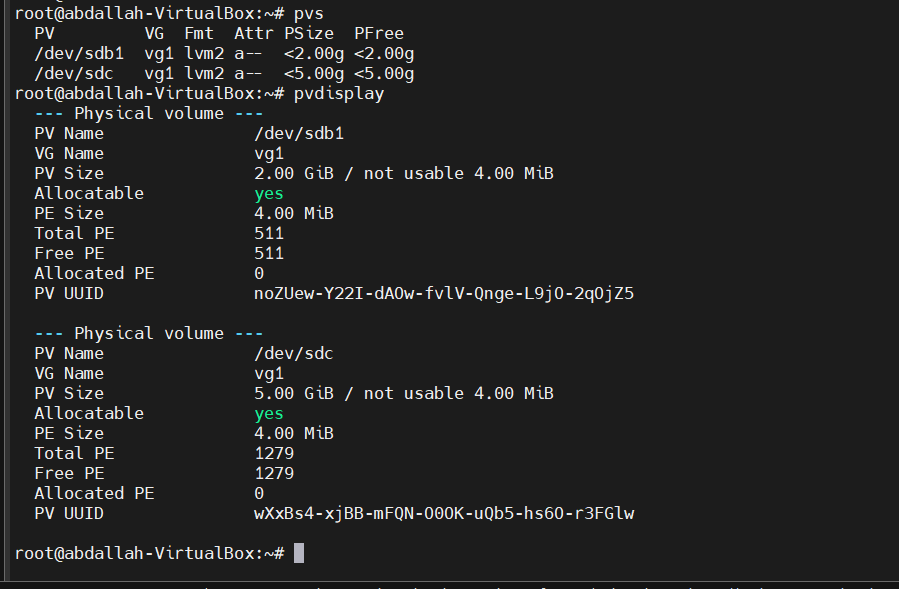 root@abdallah-VirtualBox:~# pvs
  PV         VG  Fmt  Attr PSize  PFree
  /dev/sdb1  vg1 lvm2 a--  <2.00g <2.00g
  /dev/sdc   vg1 lvm2 a--  <5.00g <5.00g
root@abdallah-VirtualBox:~# pvdisplay
  --- Physical volume ---
  PV Name               /dev/sdb1
  VG Name               vg1
  PV Size               2.00 GiB / not usable 4.00 MiB
  Allocatable           yes
  PE Size               4.00 MiB
  Total PE              511
  Free PE               511
  Allocated PE          0
  PV UUID               noZUew-Y22I-dAOw-fvlV-Qnge-L9jO-2qOjZ5

  --- Physical volume ---
  PV Name               /dev/sdc
  VG Name               vg1
  PV Size               5.00 GiB / not usable 4.00 MiB
  Allocatable           yes
  PE Size               4.00 MiB
  Total PE              1279
  Free PE               1279
  Allocated PE          0
  PV UUID               wXxBs4-xjBB-mFQN-O0OK-uQb5-hs6O-r3FGlw

root@abdallah-VirtualBox:~#